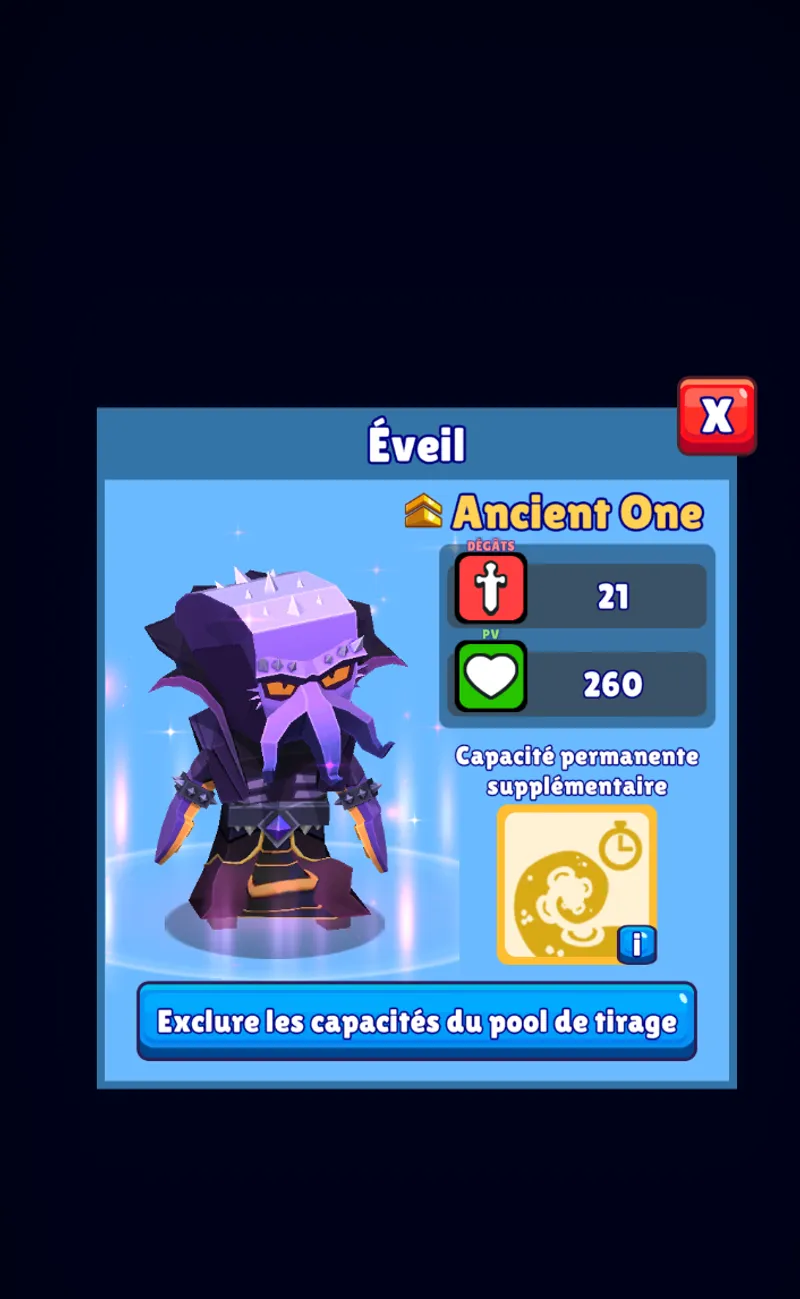 X
Éveil
Ancient One
DÉGÂTS
21
PV
260
Capacité permanente
supplémentaire
i
Exclure les capacités du pool de tirage